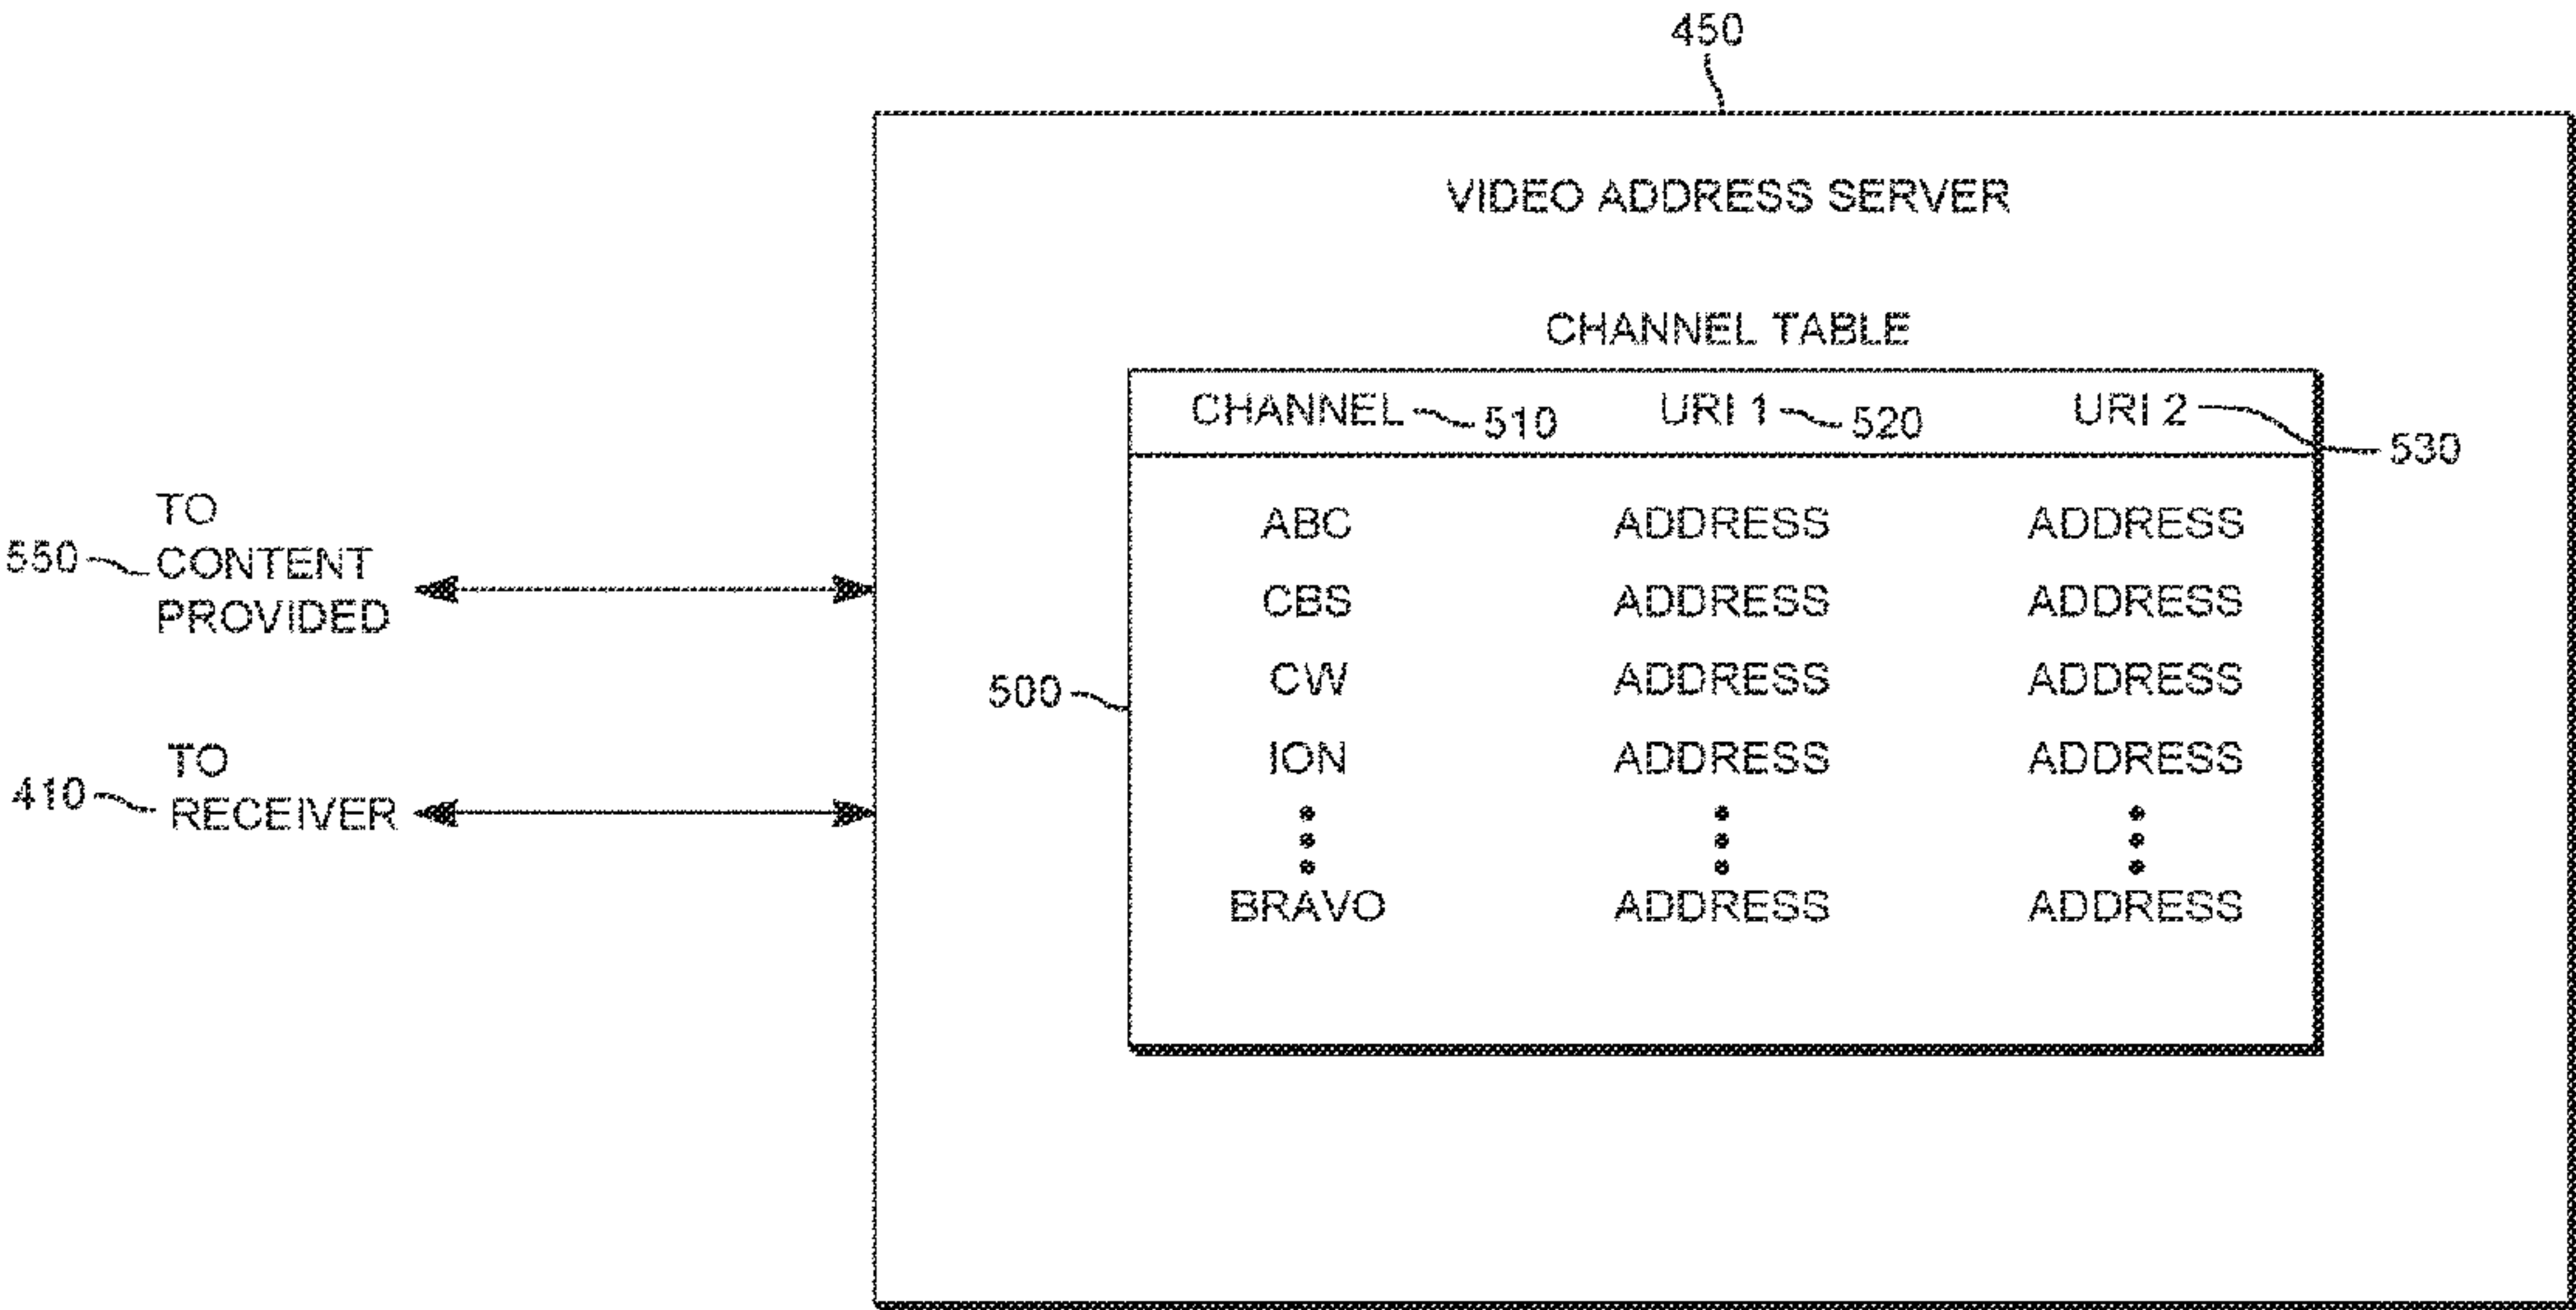 450
VIDEO ADDRESS SERVER
CHANNEL TABLE
CHANNEL 510 URI 1 520 URI 2 530
ABC ADDRESS ADDRESS
CBS ADDRESS ADDRESS
CW ADDRESS ADDRESS
ION ADDRESS ADDRESS
BRAVO ADDRESS ADDRESS
500
TO
550 CONTENT
PROVIDED
TO
410 RECEIVER